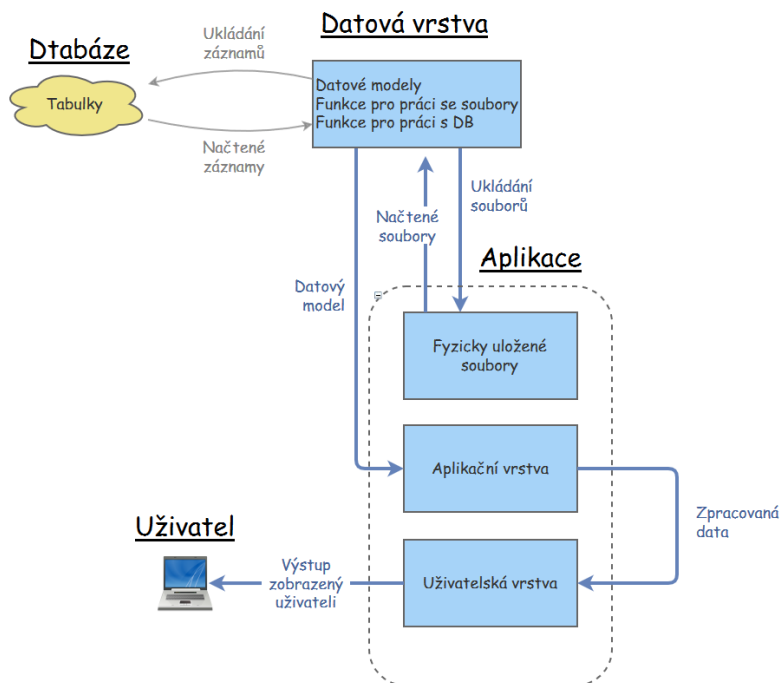 Datová vrstva
Dtabáze
Ukládání
záznamů
Tabulky
Datové modely
Funkce pro práci se soubory
Funkce pro práci s DB
Načtené
záznamy
Ukládání
souborů
Načtené
soubory
Aplikace
Datový
model
Fyzicky uložené
soubory
Aplikační vrstva
Zpracovaná
data
Uživatel
Výstup
zobrazený
uživateli
Uživatelská vrstva